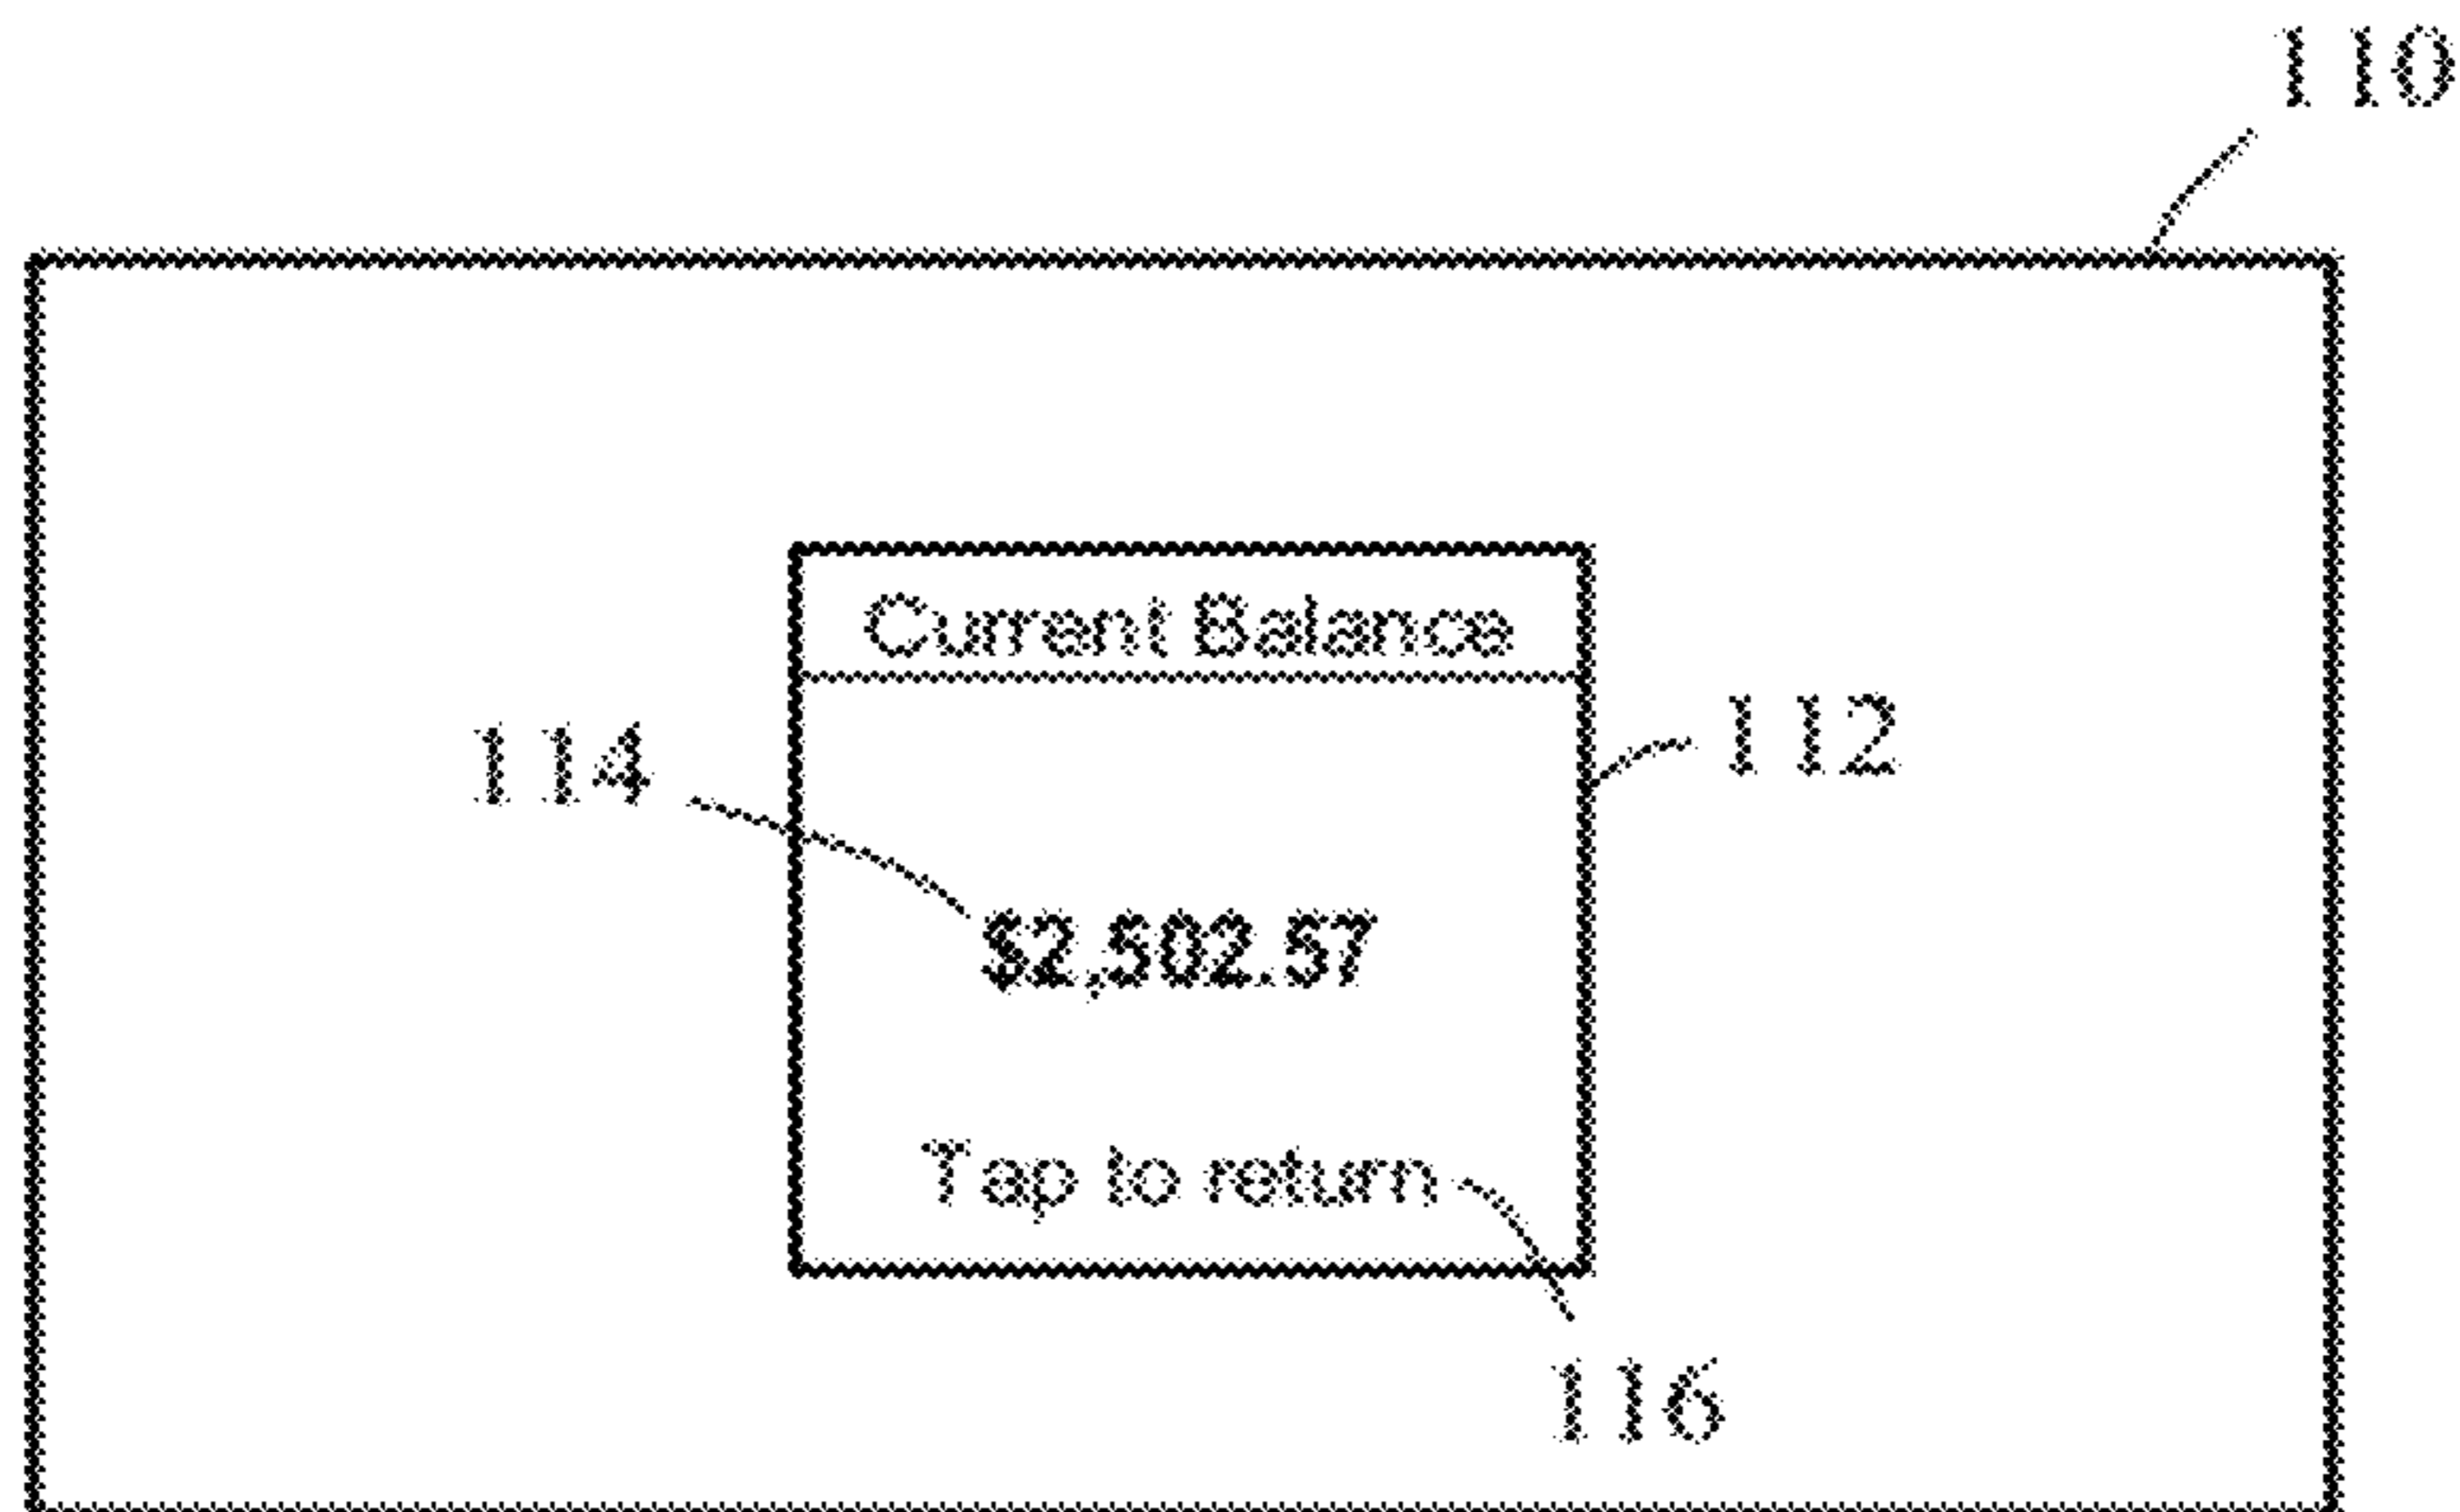 110
Current Balance
112
114
$2,502.57
Tap to return
116